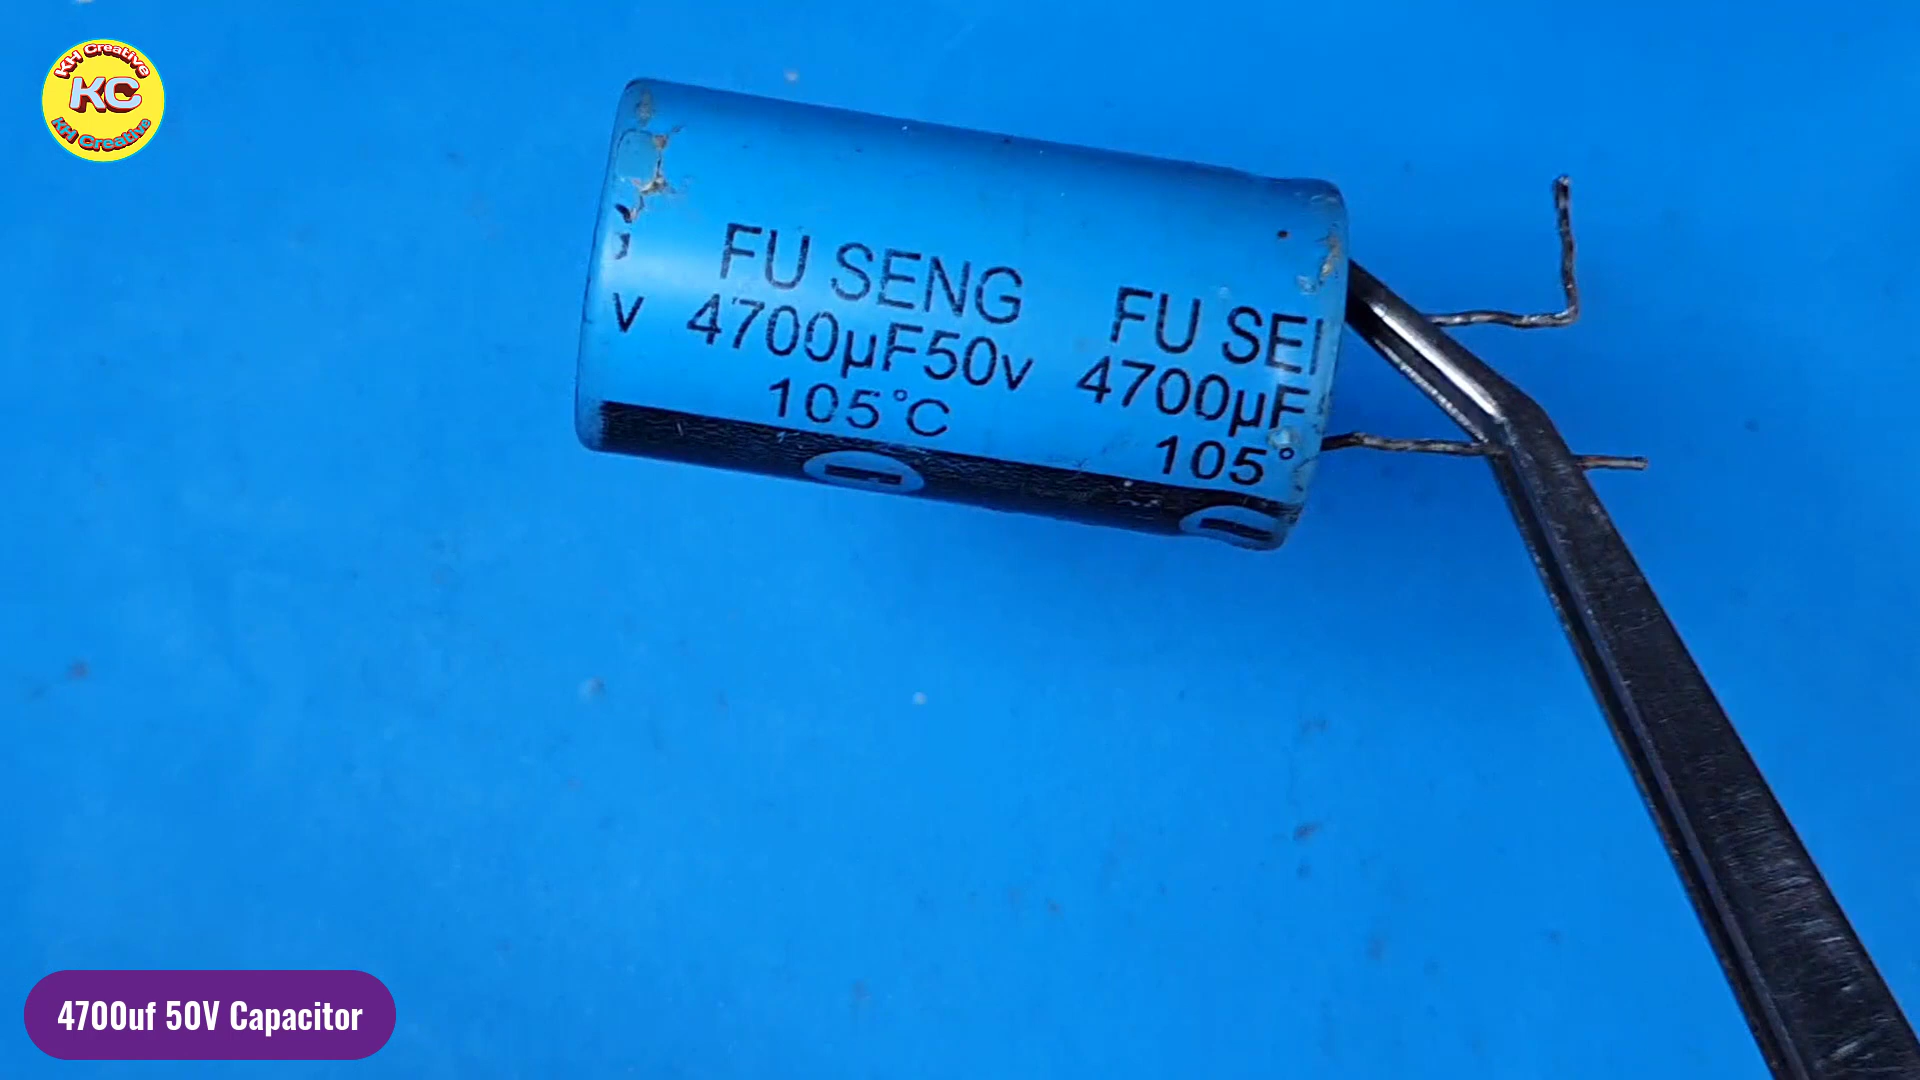 KH Creative
KC
KH Creative
FU SENG
4700µF50v
105°C
FU SE
4700µF
105°
v
4700uf 50V Capacitor